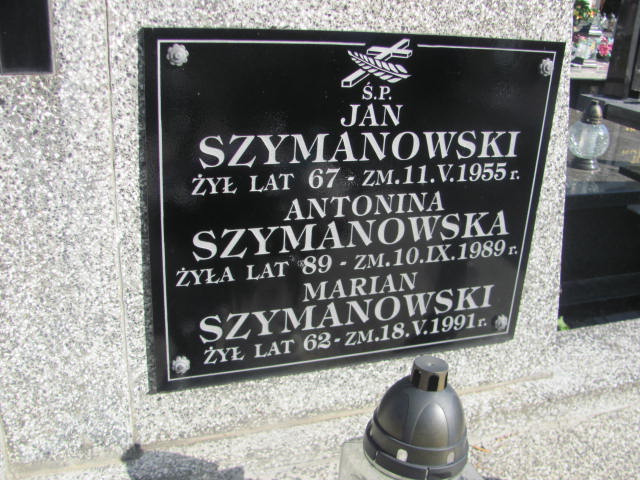 Ś.P.
JAN
SZYMANOWSKI
ŻYŁ LAT 67 - ZM.11.V.1955 r.
ANTONINA
SZYMANOWSKA
ŻYŁA LAT 89 - ZM.10.IX.1989 r.
MARIAN
SZYMANOWSKI
ŻYŁ LAT 62 - ZM.18.V.1991 r.